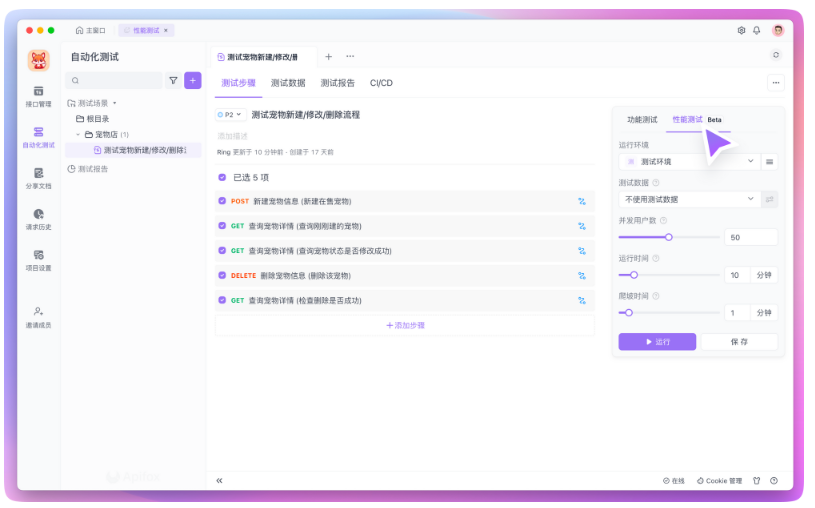 主窗口
性能测试 ×
自动化测试
测试宠物新建/修改/册
测试步骤 测试数据 测试报告 CI/CD
接口管理
自动化测试
分享文档
请求历史
项目设置
邀请成员
测试场景
根目录
宠物店 (1)
测试宠物新建/修改/删除
测试报告
P2 测试宠物新建/修改/删除流程
添加描述
Ring 更新于 10 分钟前 · 创建于 17 天前
已选 5 项
POST 新建宠物信息 (新建在售宠物)
GET 查询宠物详情 (查询刚刚建的宠物)
GET 查询宠物详情 (查询宠物状态是否修改成功)
DELETE 删除宠物信息 (删除该宠物)
GET 查询宠物详情 (检查删除是否成功)
+ 添加步骤
功能测试 性能测试 Beta
运行环境
测试环境
测试数据
不使用测试数据
并发用户数
50
运行时间
10 分钟
爬坡时间
1 分钟
运行 保存
Apifox
在线 Cookie 管理